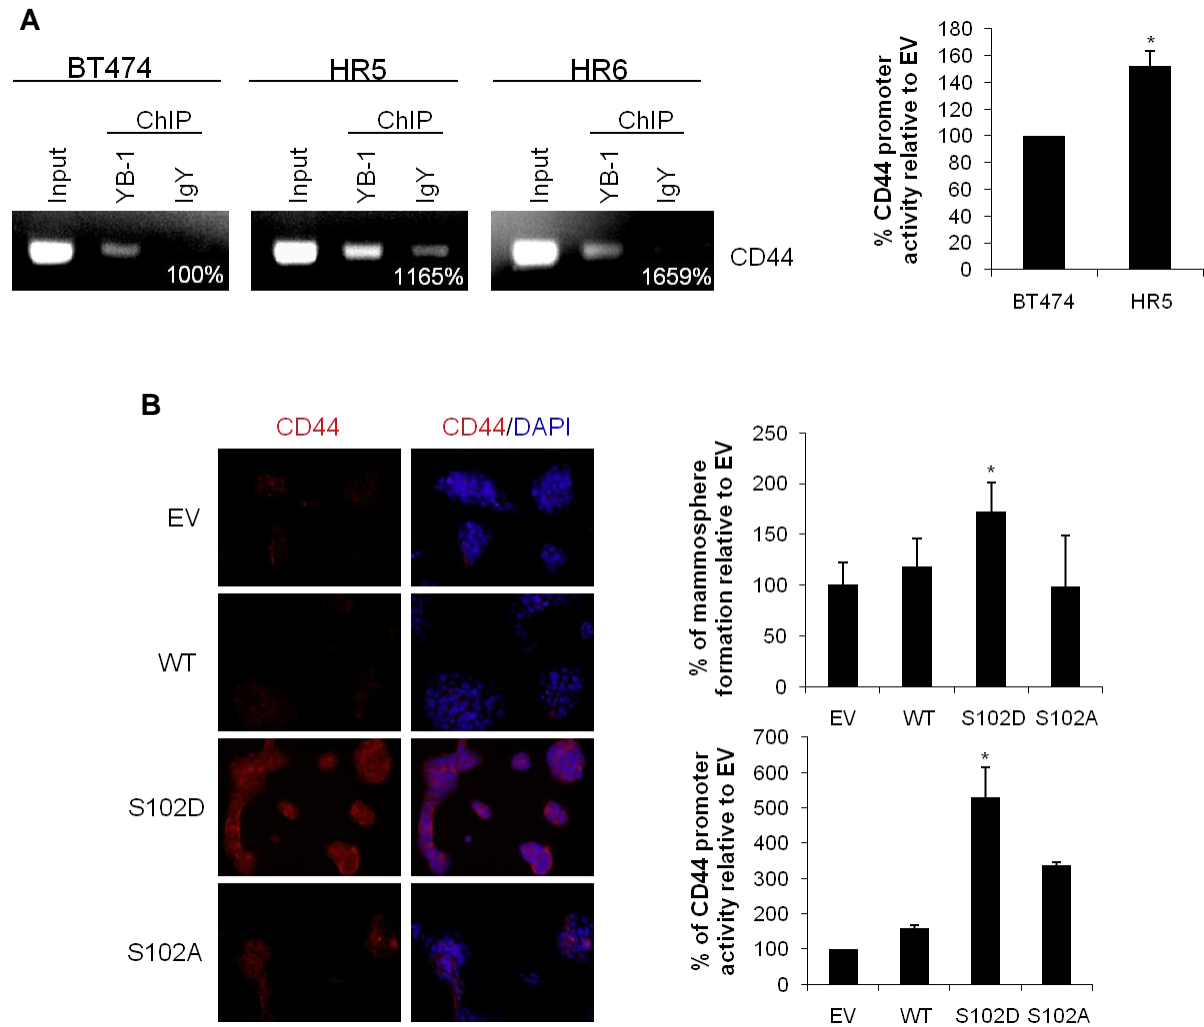 A
BT474
HR5
HR6
ChIP
ChIP
ChIP
Input
YB-1
IgY
Input
YB-1
IgY
Input
YB-1
IgY
100%
1165%
1659%
CD44
% CD44 promoter
activity relative to EV
180
160
140
120
100
80
60
40
20
0
*
BT474
HR5
B
CD44
CD44/DAPI
EV
WT
S102D
S102A
% of mammosphere
formation relative to EV
250
200
150
100
50
0
*
EV
WT
S102D
S102A
% of CD44 promoter
activity relative to EV
700
600
500
400
300
200
100
0
*
EV
WT
S102D
S102A